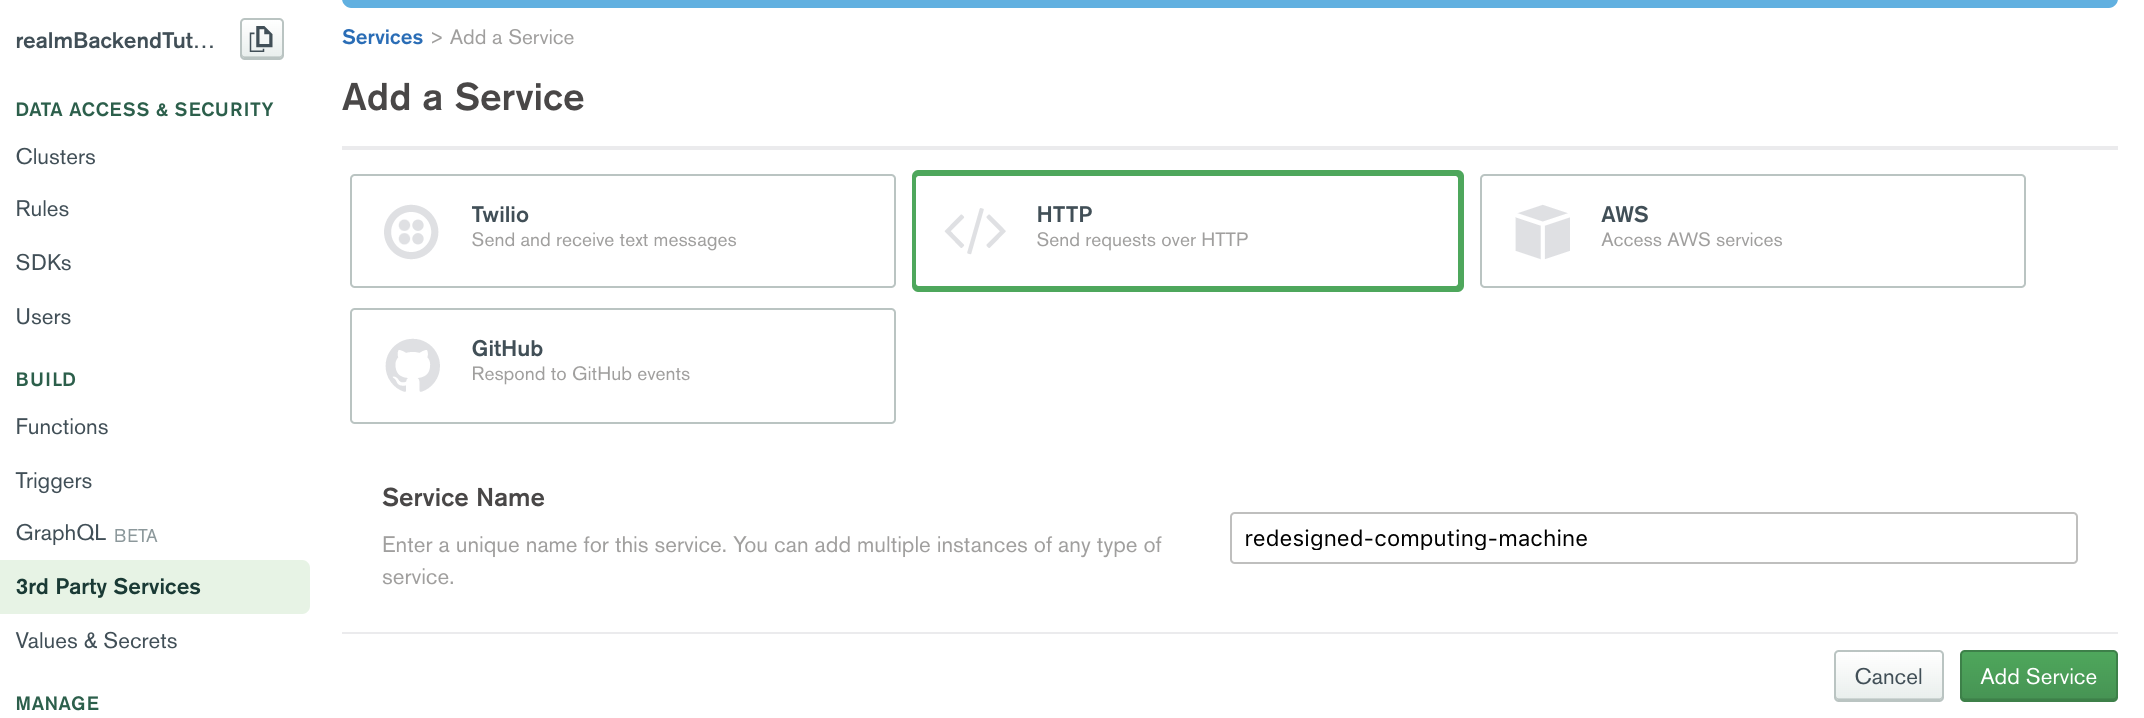 realmBackendTut...
DATA ACCESS & SECURITY
Clusters
Rules
SDKs
Users
BUILD
Functions
Triggers
GraphQL BETA
3rd Party Services
Values & Secrets
MANAGE
Services > Add a Service
Add a Service
Twilio
Send and receive text messages
HTTP
Send requests over HTTP
AWS
Access AWS services
GitHub
Respond to GitHub events
Service Name
Enter a unique name for this service. You can add multiple instances of any type of
service.
redesigned-computing-machine
Cancel
Add Service